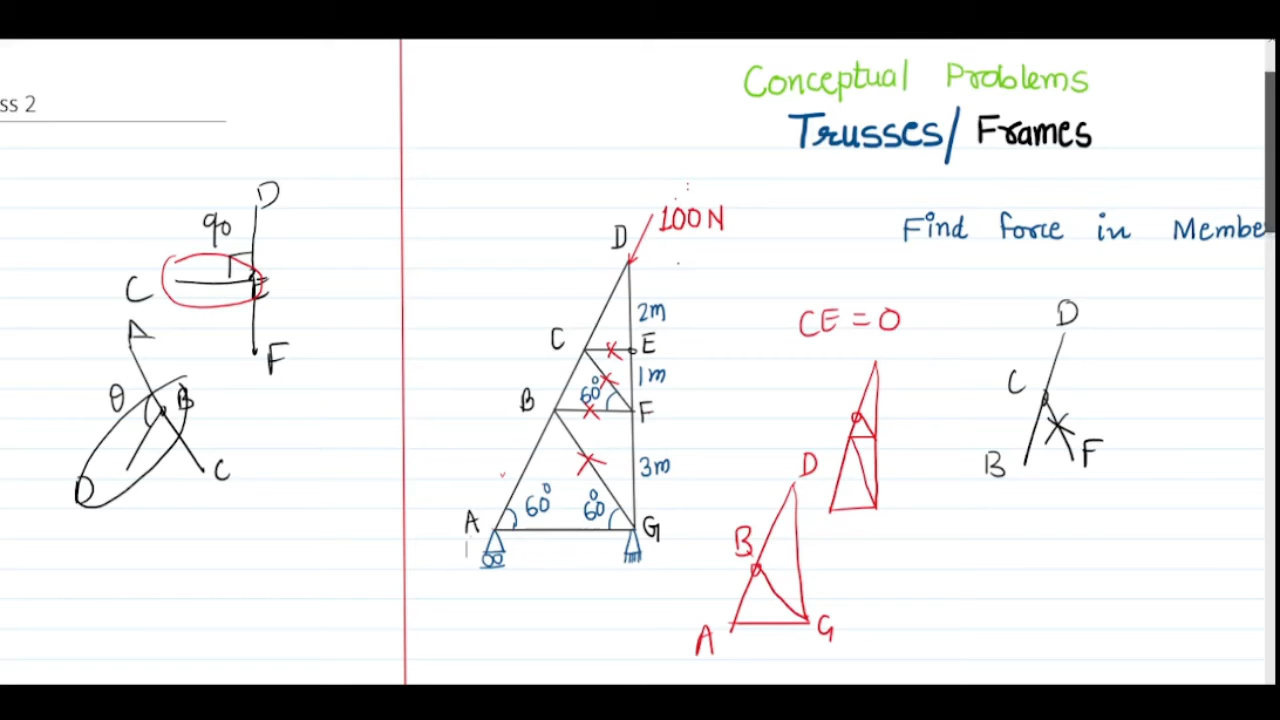 ss 2
Conceptual Problems
Trusses/ Frames
Find force in Membe
D
90
C E
F
A
θ B
D C
D 100N
2m
C E
1m
B 60° F
3m
A 60° 60° G
CE = 0
D
B
A G
D
C
B F